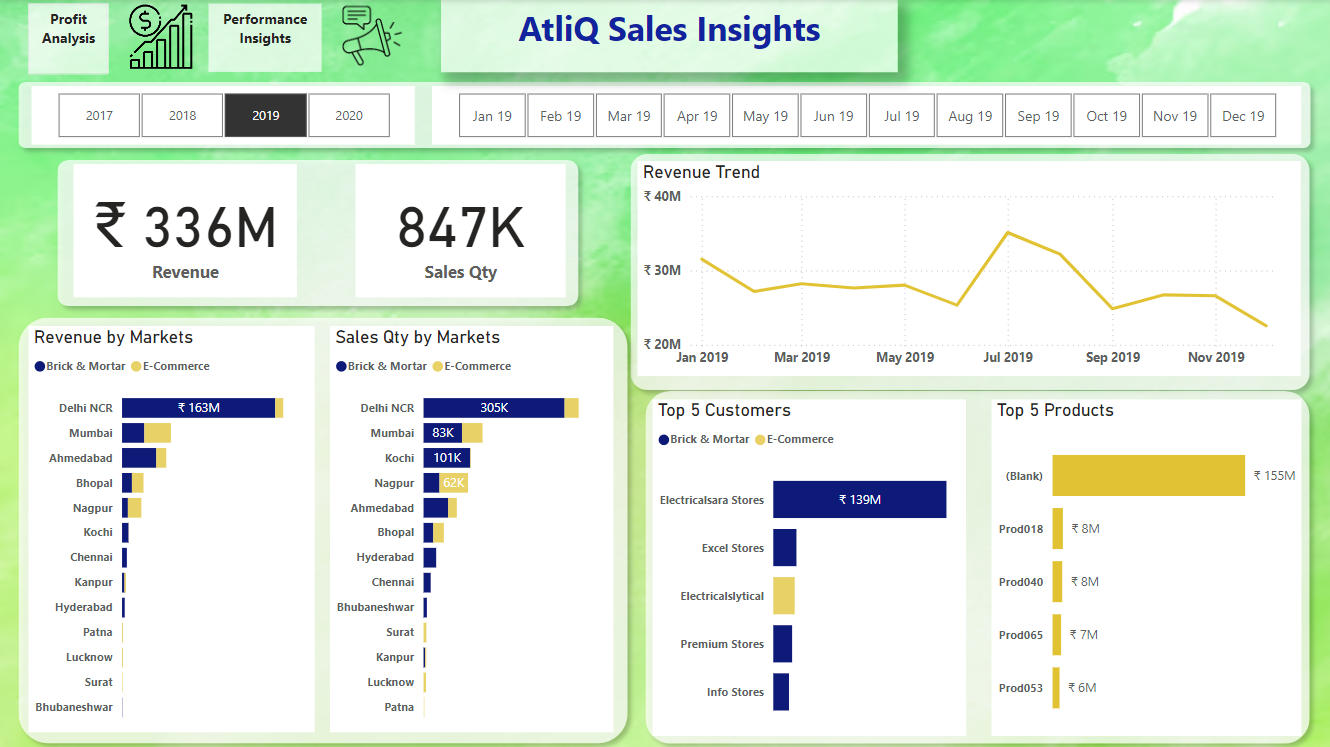 Profit
Analysis
Performance
Insights
AtliQ Sales Insights
2017
2018
2019
2020
Jan 19
Feb 19
Mar 19
Apr 19
May 19
Jun 19
Jul 19
Aug 19
Sep 19
Oct 19
Nov 19
Dec 19
₹ 336M
Revenue
847K
Sales Qty
Revenue Trend
₹ 40M
₹ 30M
₹ 20M
Jan 2019
Mar 2019
May 2019
Jul 2019
Sep 2019
Nov 2019
Revenue by Markets
Brick & Mortar
E-Commerce
Delhi NCR
₹ 163M
Mumbai
Ahmedabad
Bhopal
Nagpur
Kochi
Chennai
Kanpur
Hyderabad
Patna
Lucknow
Surat
Bhubaneshwar
Sales Qty by Markets
Brick & Mortar
E-Commerce
Delhi NCR
305K
Mumbai
83K
Kochi
101K
Nagpur
62K
Ahmedabad
Bhopal
Hyderabad
Chennai
Bhubaneshwar
Surat
Kanpur
Lucknow
Patna
Top 5 Customers
Brick & Mortar
E-Commerce
Electricalsara Stores
₹ 139M
Excel Stores
Electricalslytical
Premium Stores
Info Stores
Top 5 Products
(Blank)
₹ 155M
Prod018
₹ 8M
Prod040
₹ 8M
Prod065
₹ 7M
Prod053
₹ 6M